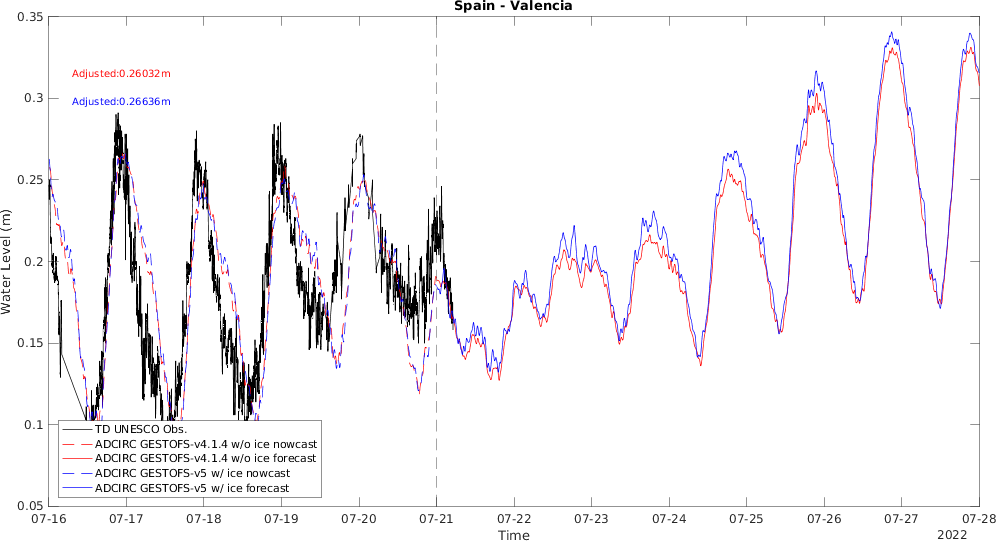 Spain - Valencia
0.35
0.3
0.25
0.2
0.15
0.1
0.05
Water Level (m)
Adjusted:0.26032m
Adjusted:0.26636m
TD UNESCO Obs.
ADCIRC GESTOFS-v4.1.4 w/o ice nowcast
ADCIRC GESTOFS-v4.1.4 w/o ice forecast
ADCIRC GESTOFS-v5 w/ ice nowcast
ADCIRC GESTOFS-v5 w/ ice forecast
07-16 07-17 07-18 07-19 07-20 07-21 07-22 07-23 07-24 07-25 07-26 07-27 07-28
Time
2022